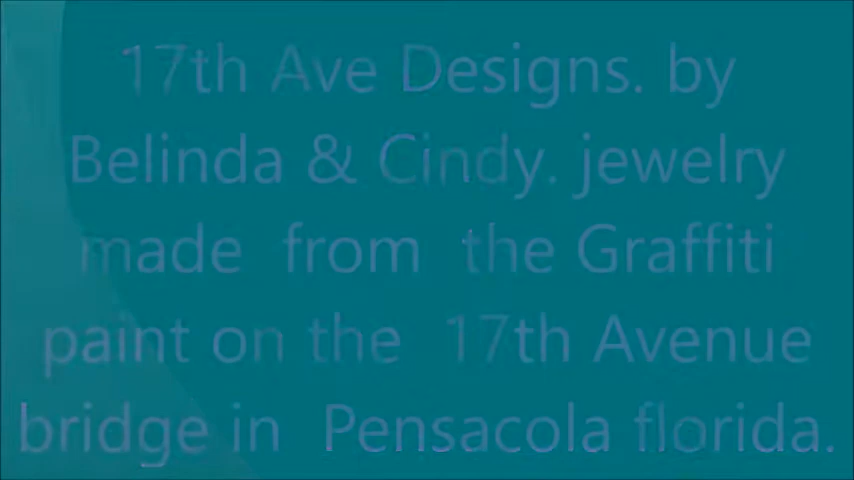 17th Ave Designs. by
Belinda & Cindy. jewelry
made from the Graffiti
paint on the 17th Avenue
bridge in Pensacola florida.